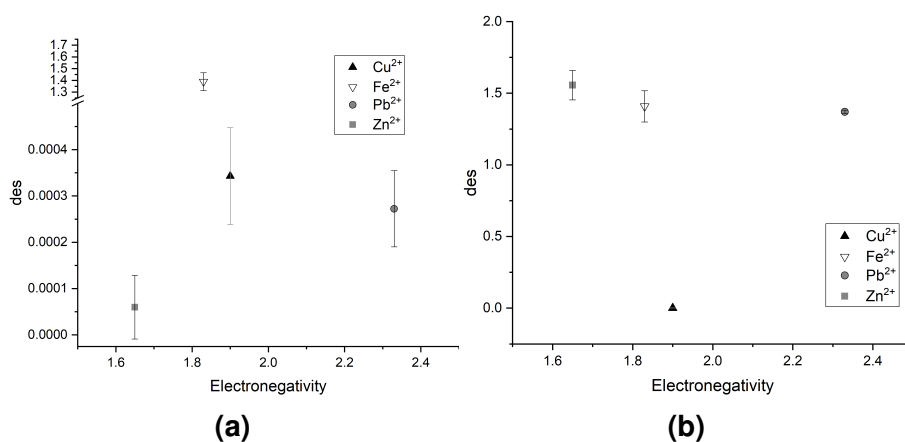 1.7
1.6
1.5
1.4
1.3
0.0004
0.0003
0.0002
0.0001
0.0000
des
1.6
1.8
2.0
2.2
2.4
Electronegativity
Cu²⁺
Fe²⁺
Pb²⁺
Zn²⁺
(a)
2.0
1.5
1.0
0.5
0.0
des
1.6
1.8
2.0
2.2
2.4
Electronegativity
Cu²⁺
Fe²⁺
Pb²⁺
Zn²⁺
(b)